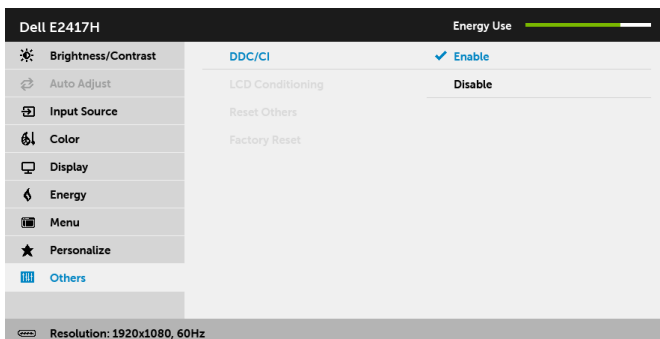 Dell E2417H Energy Use
Brightness/Contrast DDC/CI Enable
Auto Adjust LCD Conditioning Disable
Input Source Reset Others
Color Factory Reset
Display
Energy
Menu
Personalize
Others
Resolution: 1920x1080, 60Hz